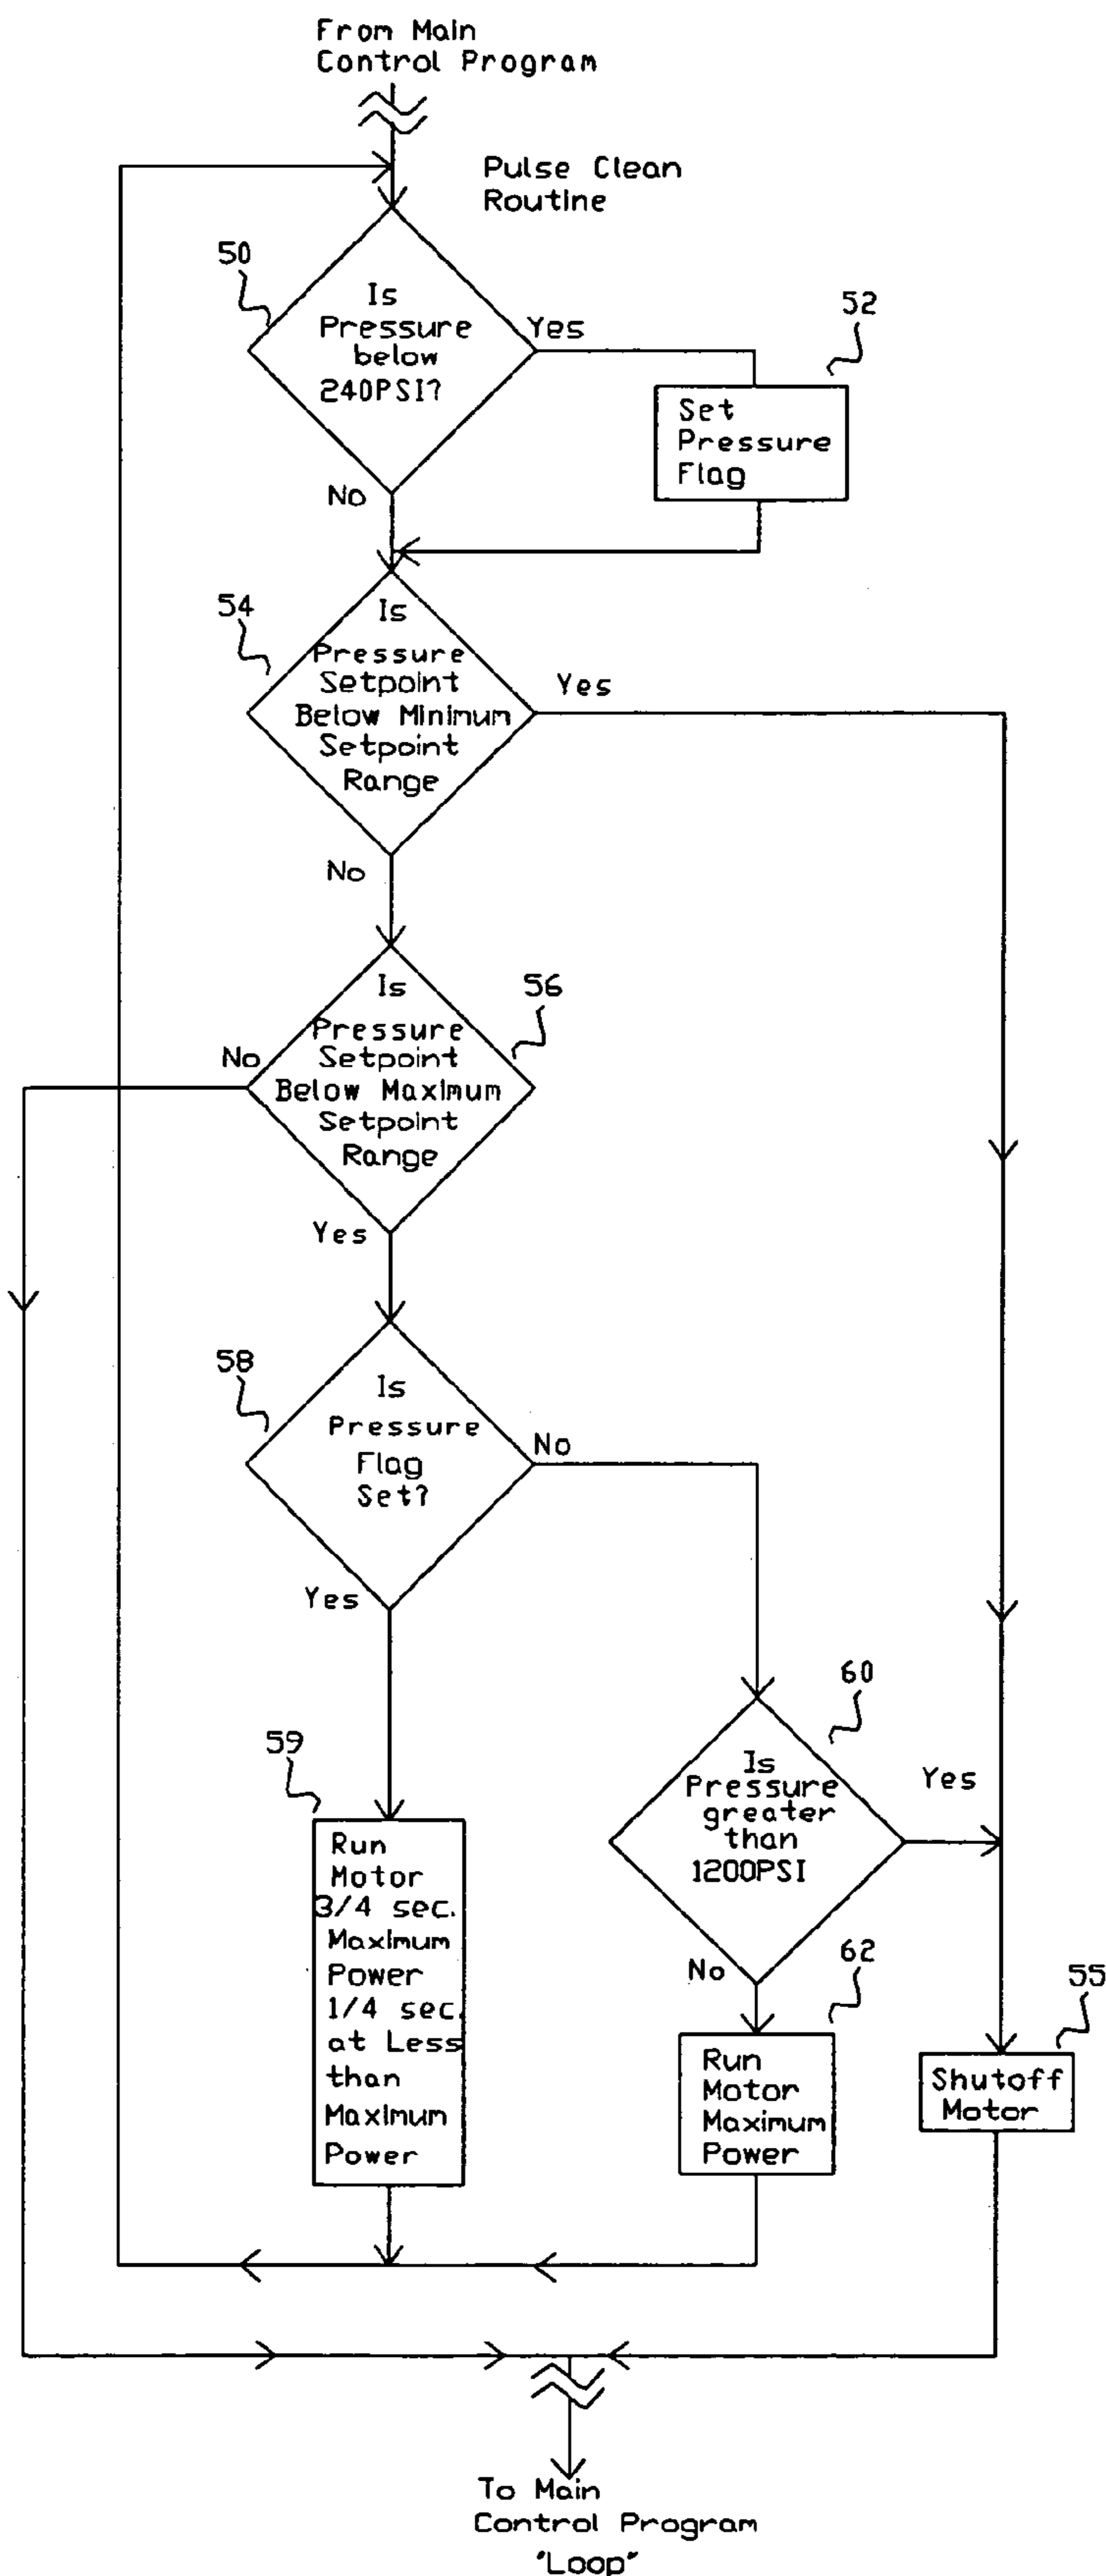 From Main
Control Program
Pulse Clean
Routine
50
Is
Pressure
below
240PSI?
Yes
52
Set
Pressure
Flag
No
54
Is
Pressure
Setpoint
Below Minimum
Setpoint
Range
Yes
No
56
Is
Pressure
Setpoint
Below Maximum
Setpoint
Range
No
Yes
58
Is
Pressure
Flag
Set?
No
Yes
60
Is
Pressure
greater
than
1200PSI
Yes
No
59
Run
Motor
3/4 sec.
Maximum
Power
1/4 sec.
at Less
than
Maximum
Power
62
Run
Motor
Maximum
Power
55
Shutoff
Motor
To Main
Control Program
"Loop"